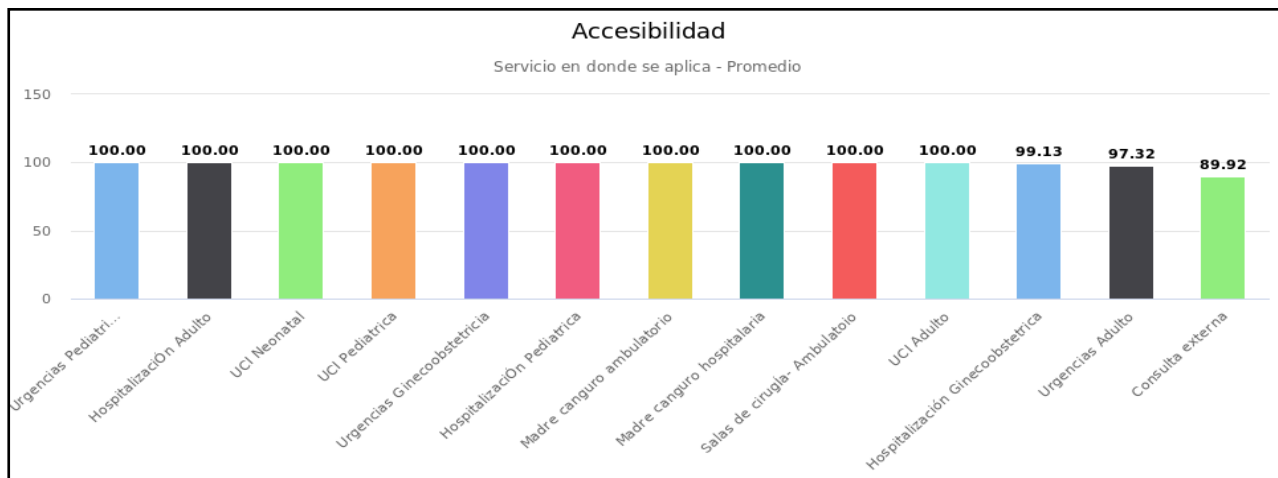 Accesibilidad
Servicio en donde se aplica - Promedio
150
100
50
0
100.00
100.00
100.00
100.00
100.00
100.00
100.00
100.00
100.00
100.00
99.13
97.32
89.92
Urgencias Pediatri...
HospitalizaciÓn Adulto
UCI Neonatal
UCI Pediatrica
Urgencias Ginecoobstetricia
HospitalizaciÓn Pediatrica
Madre canguro ambulatorio
Madre canguro hospitalaria
Salas de cirugÍa- Ambulatoio
UCI Adulto
Hospitalización Ginecoobstetrica
Urgencias Adulto
Consulta externa